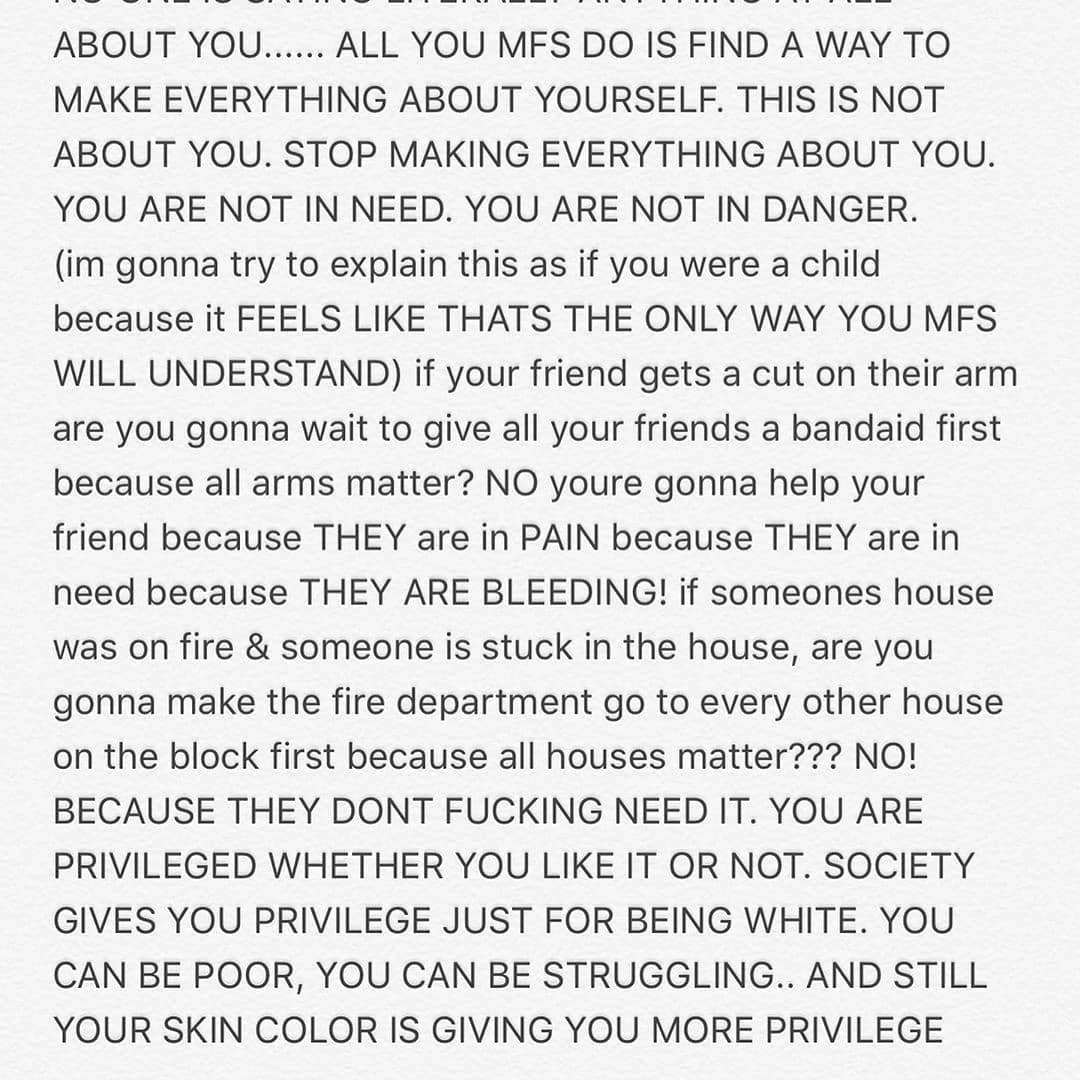 ABOUT YOU...... ALL YOU MFS DO IS FIND A WAY TO
MAKE EVERYTHING ABOUT YOURSELF. THIS IS NOT
ABOUT YOU. STOP MAKING EVERYTHING ABOUT YOU.
YOU ARE NOT IN NEED. YOU ARE NOT IN DANGER.
(im gonna try to explain this as if you were a child
because it FEELS LIKE THATS THE ONLY WAY YOU MFS
WILL UNDERSTAND) if your friend gets a cut on their arm
are you gonna wait to give all your friends a bandaid first
because all arms matter? NO youre gonna help your
friend because THEY are in PAIN because THEY are in
need because THEY ARE BLEEDING! if someones house
was on fire & someone is stuck in the house, are you
gonna make the fire department go to every other house
on the block first because all houses matter??? NO!
BECAUSE THEY DONT FUCKING NEED IT. YOU ARE
PRIVILEGED WHETHER YOU LIKE IT OR NOT. SOCIETY
GIVES YOU PRIVILEGE JUST FOR BEING WHITE. YOU
CAN BE POOR, YOU CAN BE STRUGGLING.. AND STILL
YOUR SKIN COLOR IS GIVING YOU MORE PRIVILEGE